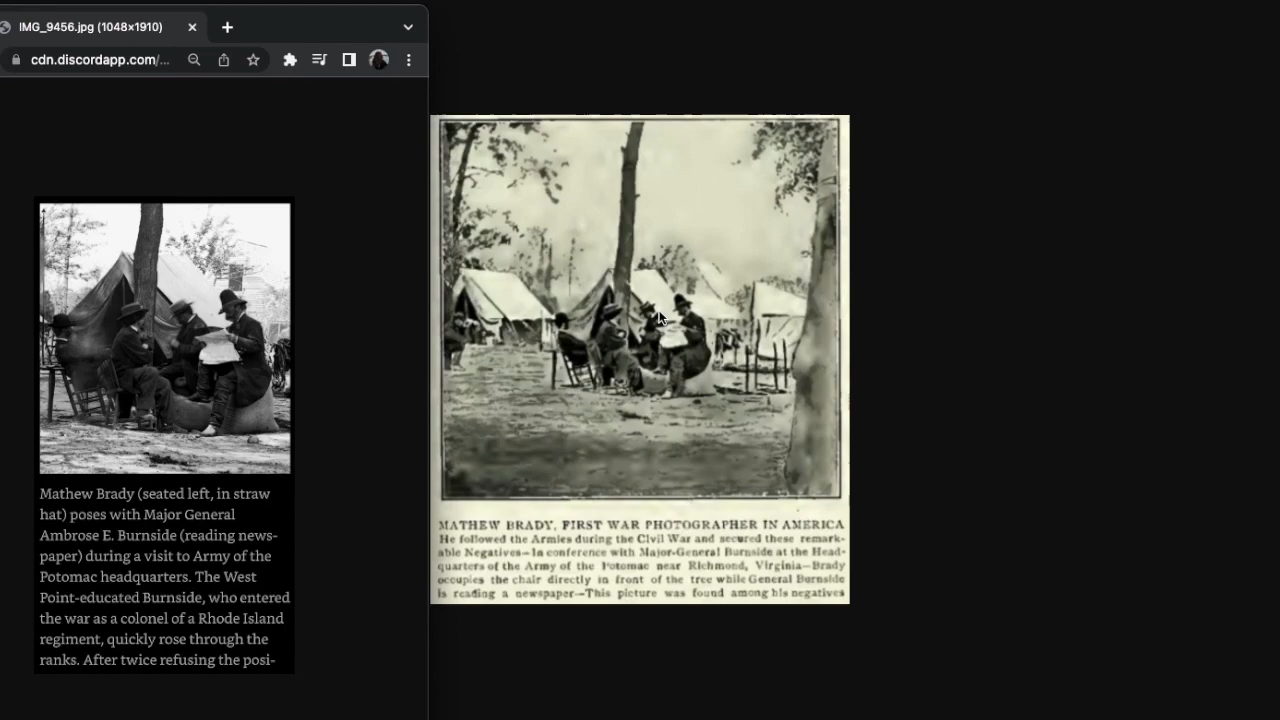 IMG_9456.jpg (1048×1910)
cdn.discordapp.com/...
Mathew Brady (seated left, in straw
hat) poses with Major General
Ambrose E. Burnside (reading news-
paper) during a visit to Army of the
Potomac headquarters. The West
Point-educated Burnside, who entered
the war as a colonel of a Rhode Island
regiment, quickly rose through the
ranks. After twice refusing the posi-
MATHEW BRADY, FIRST WAR PHOTOGRAPHER IN AMERICA
He followed the Armies during the Civil War and secured these remark-
able Negatives—In conference with Major-General Burnside at the Head-
quarters of the Army of the Potomac near Richmond, Virginia—Brady
occupies the chair directly in front of the tree while General Burnside
is reading a newspaper—This picture was found among his negatives